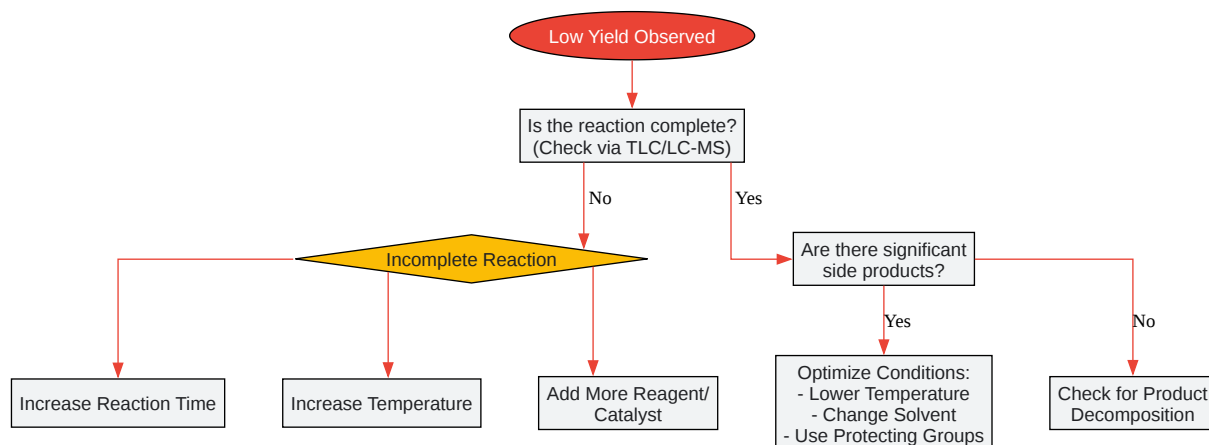 Low Yield Observed
Is the reaction complete?
(Check via TLC/LC-MS)
No
Yes
Incomplete Reaction
Are there significant
side products?
Yes
No
Increase Reaction Time
Increase Temperature
Add More Reagent/
Catalyst
Optimize Conditions:
- Lower Temperature
- Change Solvent
- Use Protecting Groups
Check for Product
Decomposition